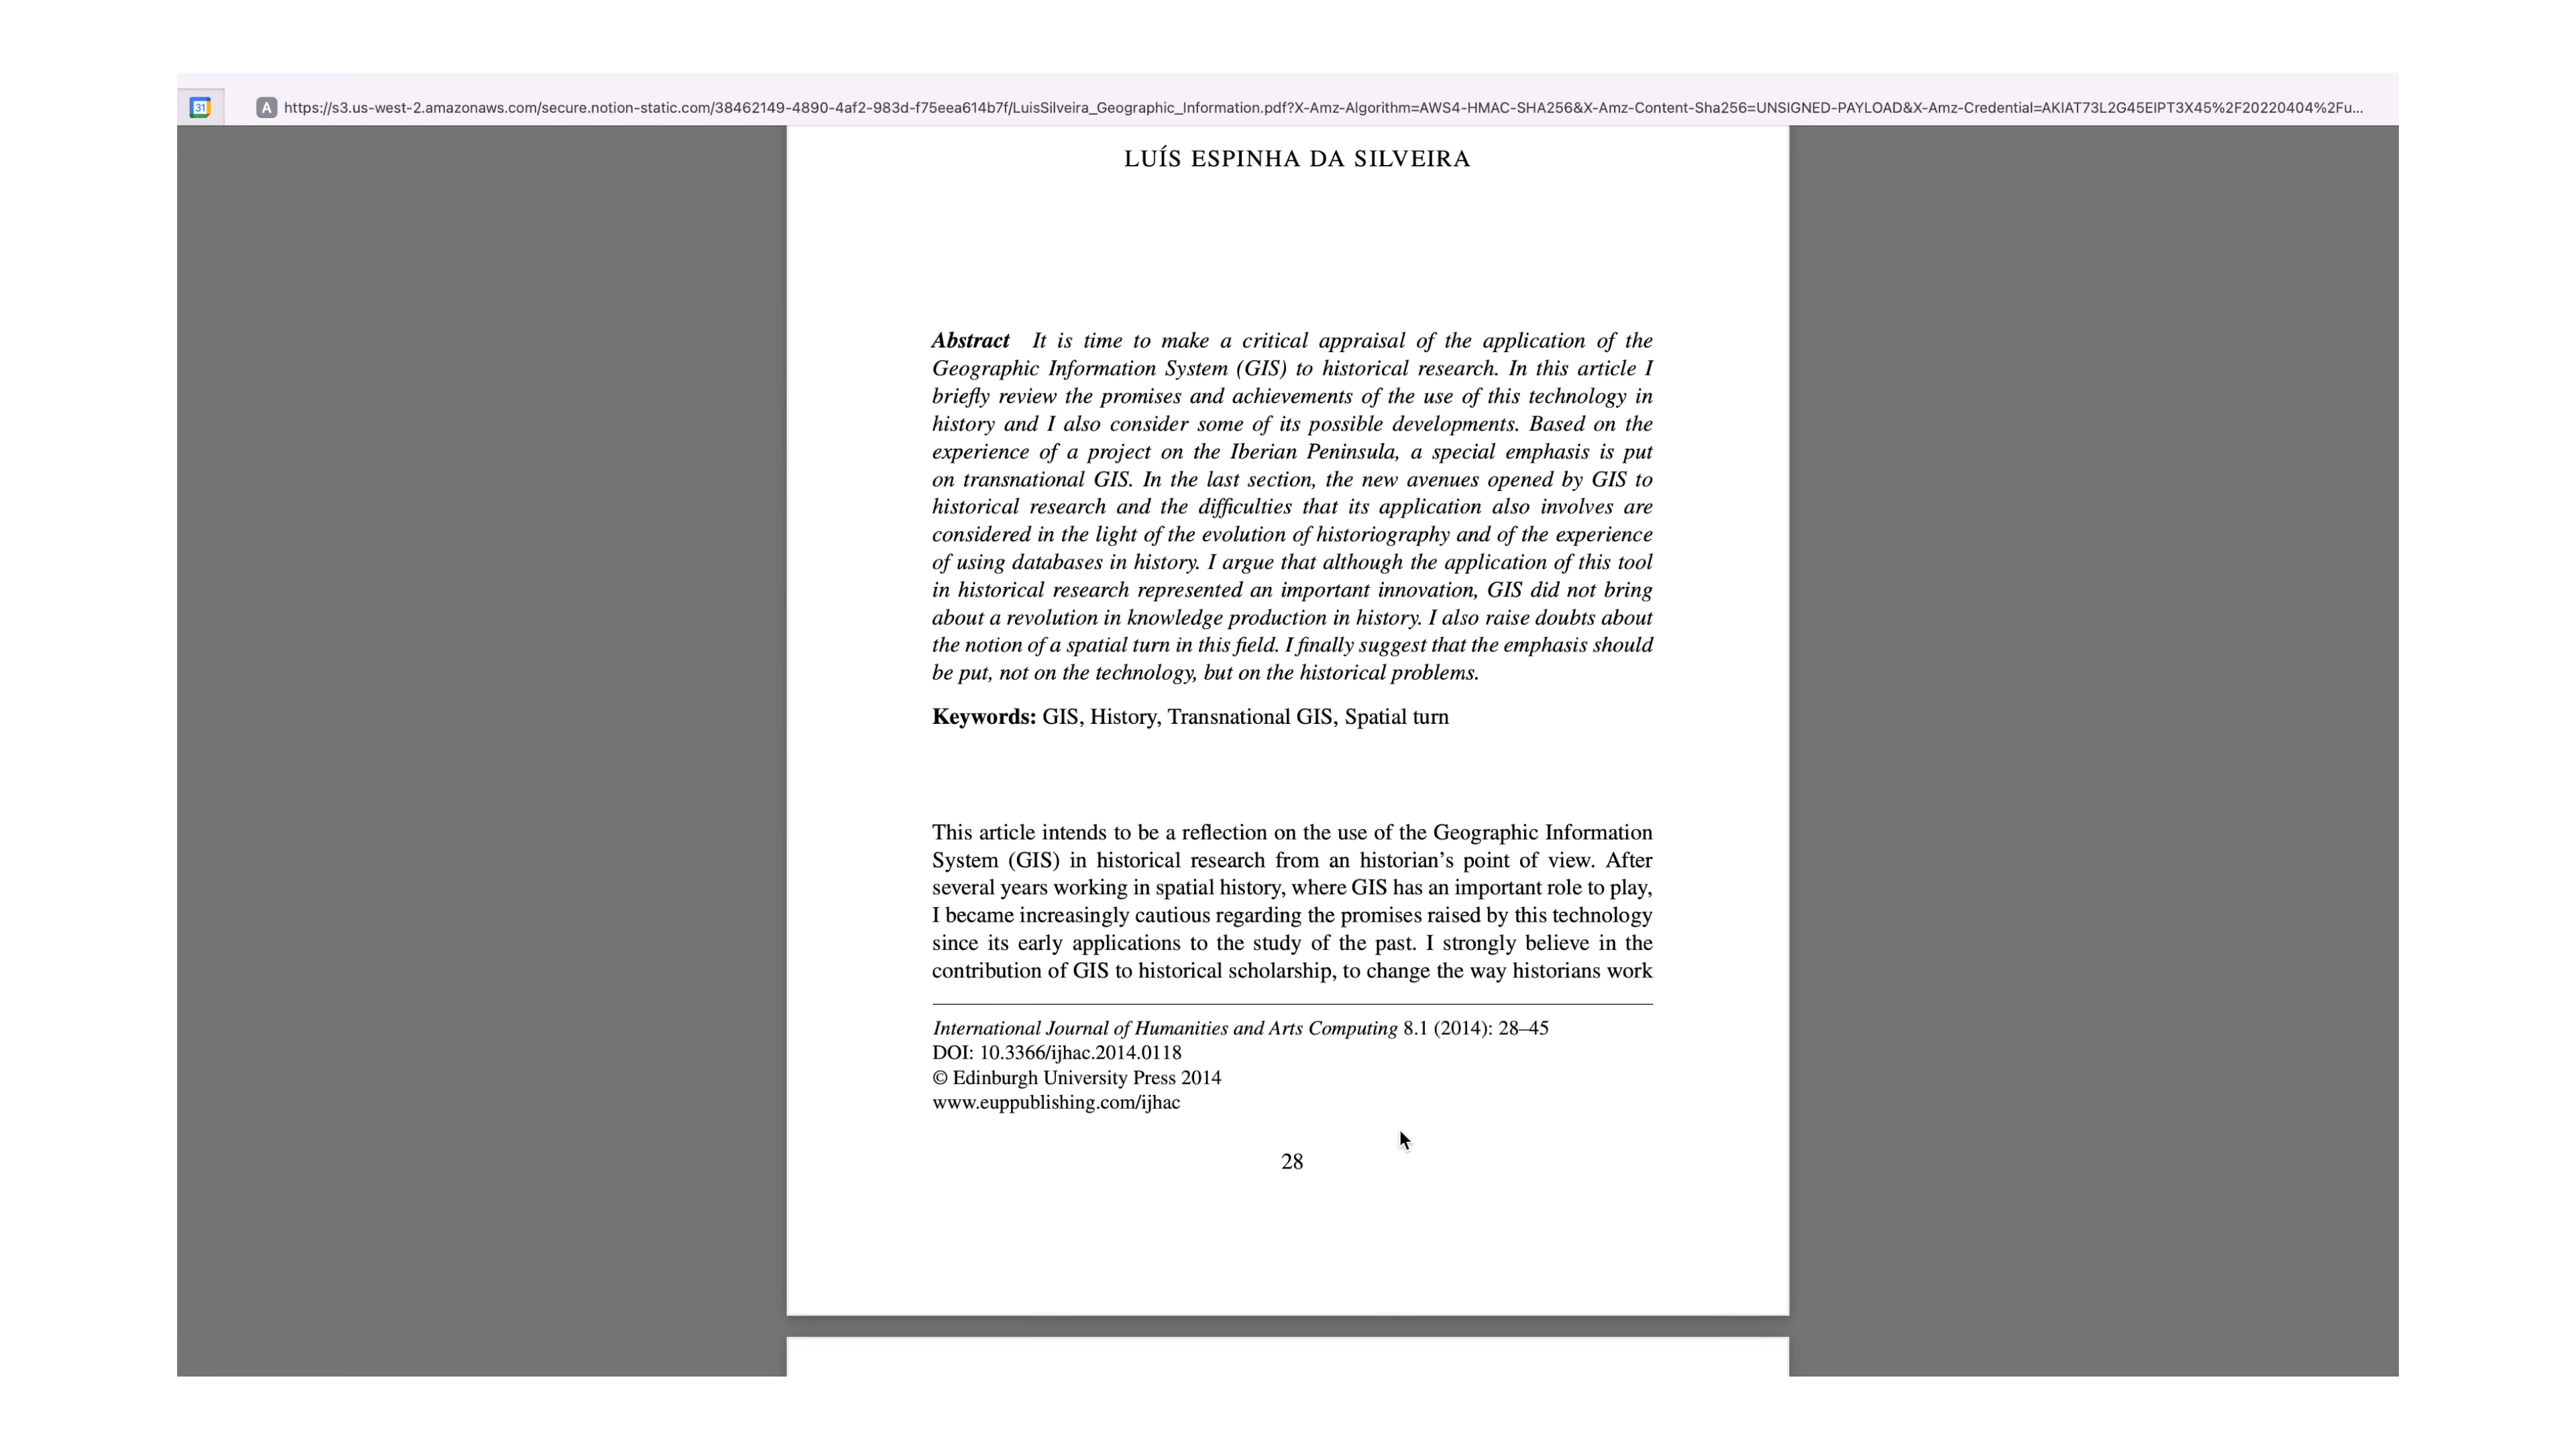 31
A https://s3.us-west-2.amazonaws.com/secure.notion-static.com/38462149-4890-4af2-983d-f75eea614b7f/LuisSilveira_Geographic_Information.pdf?X-Amz-Algorithm=AWS4-HMAC-SHA256&X-Amz-Content-Sha256=UNSIGNED-PAYLOAD&X-Amz-Credential=AKIAT73L2G45EIPT3X45%2F20220404%2Fu...
LUÍS ESPINHA DA SILVEIRA
Abstract It is time to make a critical appraisal of the application of the
Geographic Information System (GIS) to historical research. In this article I
briefly review the promises and achievements of the use of this technology in
history and I also consider some of its possible developments. Based on the
experience of a project on the Iberian Peninsula, a special emphasis is put
on transnational GIS. In the last section, the new avenues opened by GIS to
historical research and the difficulties that its application also involves are
considered in the light of the evolution of historiography and of the experience
of using databases in history. I argue that although the application of this tool
in historical research represented an important innovation, GIS did not bring
about a revolution in knowledge production in history. I also raise doubts about
the notion of a spatial turn in this field. I finally suggest that the emphasis should
be put, not on the technology, but on the historical problems.
Keywords: GIS, History, Transnational GIS, Spatial turn
This article intends to be a reflection on the use of the Geographic Information
System (GIS) in historical research from an historian's point of view. After
several years working in spatial history, where GIS has an important role to play,
I became increasingly cautious regarding the promises raised by this technology
since its early applications to the study of the past. I strongly believe in the
contribution of GIS to historical scholarship, to change the way historians work
International Journal of Humanities and Arts Computing 8.1 (2014): 28–45
DOI: 10.3366/ijhac.2014.0118
© Edinburgh University Press 2014
www.euppublishing.com/ijhac
28